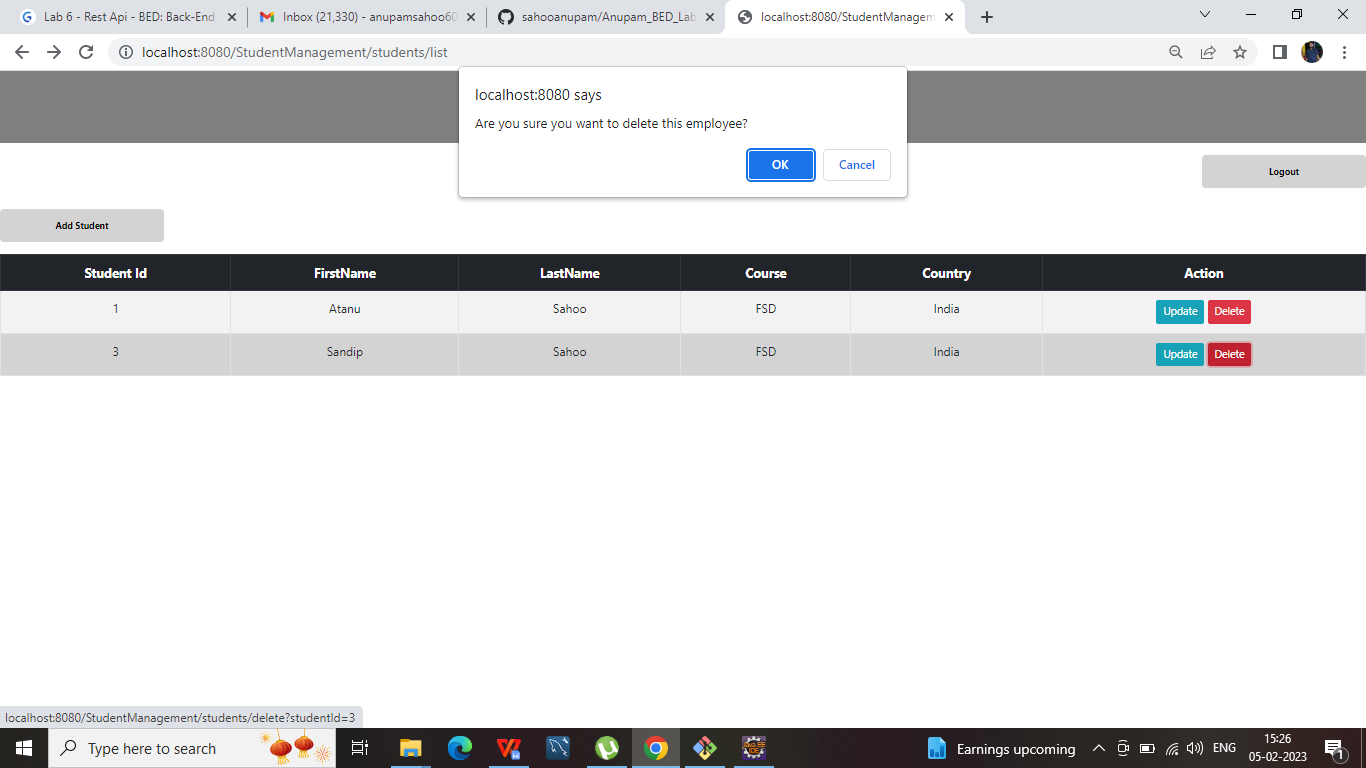 Lab 6 - Rest Api - BED: Back-End
Inbox (21,330) - anupamsahoo60
sahooanupam/Anupam_BED_Lab
localhost:8080/StudentManagem
localhost:8080/StudentManagement/students/list
localhost:8080 says
Are you sure you want to delete this employee?
OK Cancel
Logout
Add Student
Student Id FirstName LastName Course Country Action
1 Atanu Sahoo FSD India Update Delete
3 Sandip Sahoo FSD India Update Delete
localhost:8080/StudentManagement/students/delete?studentId=3
Type here to search
Earnings upcoming
ENG
15:26
05-02-2023
1